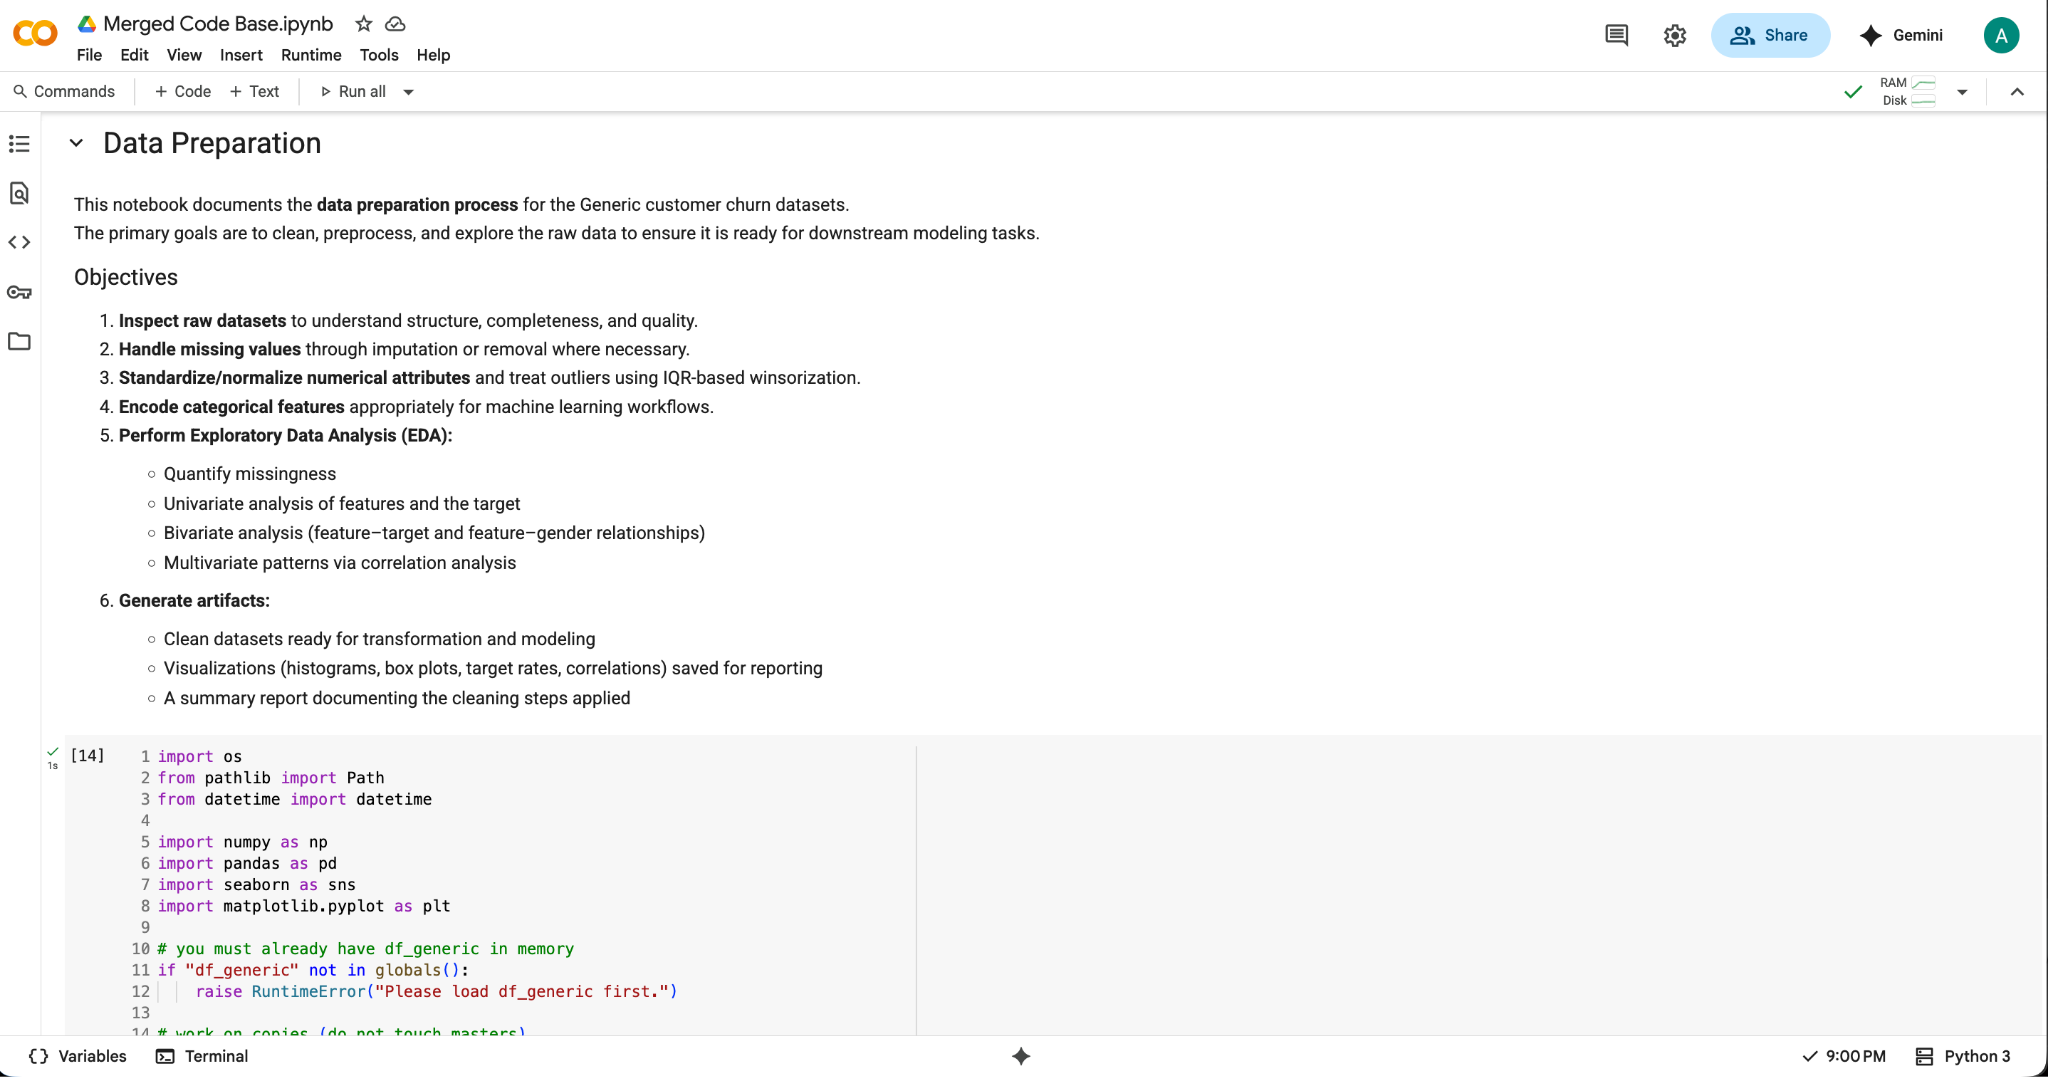 Merged Code Base.ipynb
File Edit View Insert Runtime Tools Help
Share
Gemini
A
Commands
+ Code + Text
Run all
RAM
Disk
Data Preparation
This notebook documents the data preparation process for the Generic customer churn datasets.
The primary goals are to clean, preprocess, and explore the raw data to ensure it is ready for downstream modeling tasks.
Objectives
1. Inspect raw datasets to understand structure, completeness, and quality.
2. Handle missing values through imputation or removal where necessary.
3. Standardize/normalize numerical attributes and treat outliers using IQR-based winsorization.
4. Encode categorical features appropriately for machine learning workflows.
5. Perform Exploratory Data Analysis (EDA):
◦ Quantify missingness
◦ Univariate analysis of features and the target
◦ Bivariate analysis (feature–target and feature–gender relationships)
◦ Multivariate patterns via correlation analysis
6. Generate artifacts:
◦ Clean datasets ready for transformation and modeling
◦ Visualizations (histograms, box plots, target rates, correlations) saved for reporting
◦ A summary report documenting the cleaning steps applied
1s
[14]
1 import os
2 from pathlib import Path
3 from datetime import datetime
4
5 import numpy as np
6 import pandas as pd
7 import seaborn as sns
8 import matplotlib.pyplot as plt
9
10 # you must already have df_generic in memory
11 if "df_generic" not in globals():
12 raise RuntimeError("Please load df_generic first.")
13
14 # work on copies (do not touch masters)
{} Variables
Terminal
9:00 PM
Python 3